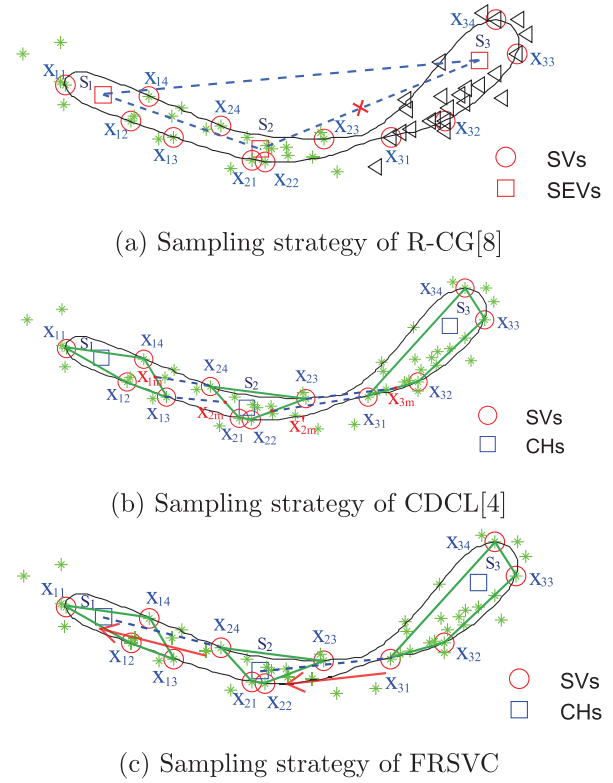 X34
S3
X33
X11
S1
X14
X24
S2
X23
X12
X13
X21
X22
X31
X32
SVs
SEVs
(a) Sampling strategy of R-CG[8]
X34
S3
X33
X11
S1
X14
X24
S2
X23
X1m
X12
X13
X2m
X21
X22
X'2m
X31
X3m
X32
SVs
CHs
(b) Sampling strategy of CDCL[4]
X34
S3
X33
X11
S1
X14
X24
S2
X23
X12
X13
X21
X22
X31
X32
SVs
CHs
(c) Sampling strategy of FRSVC